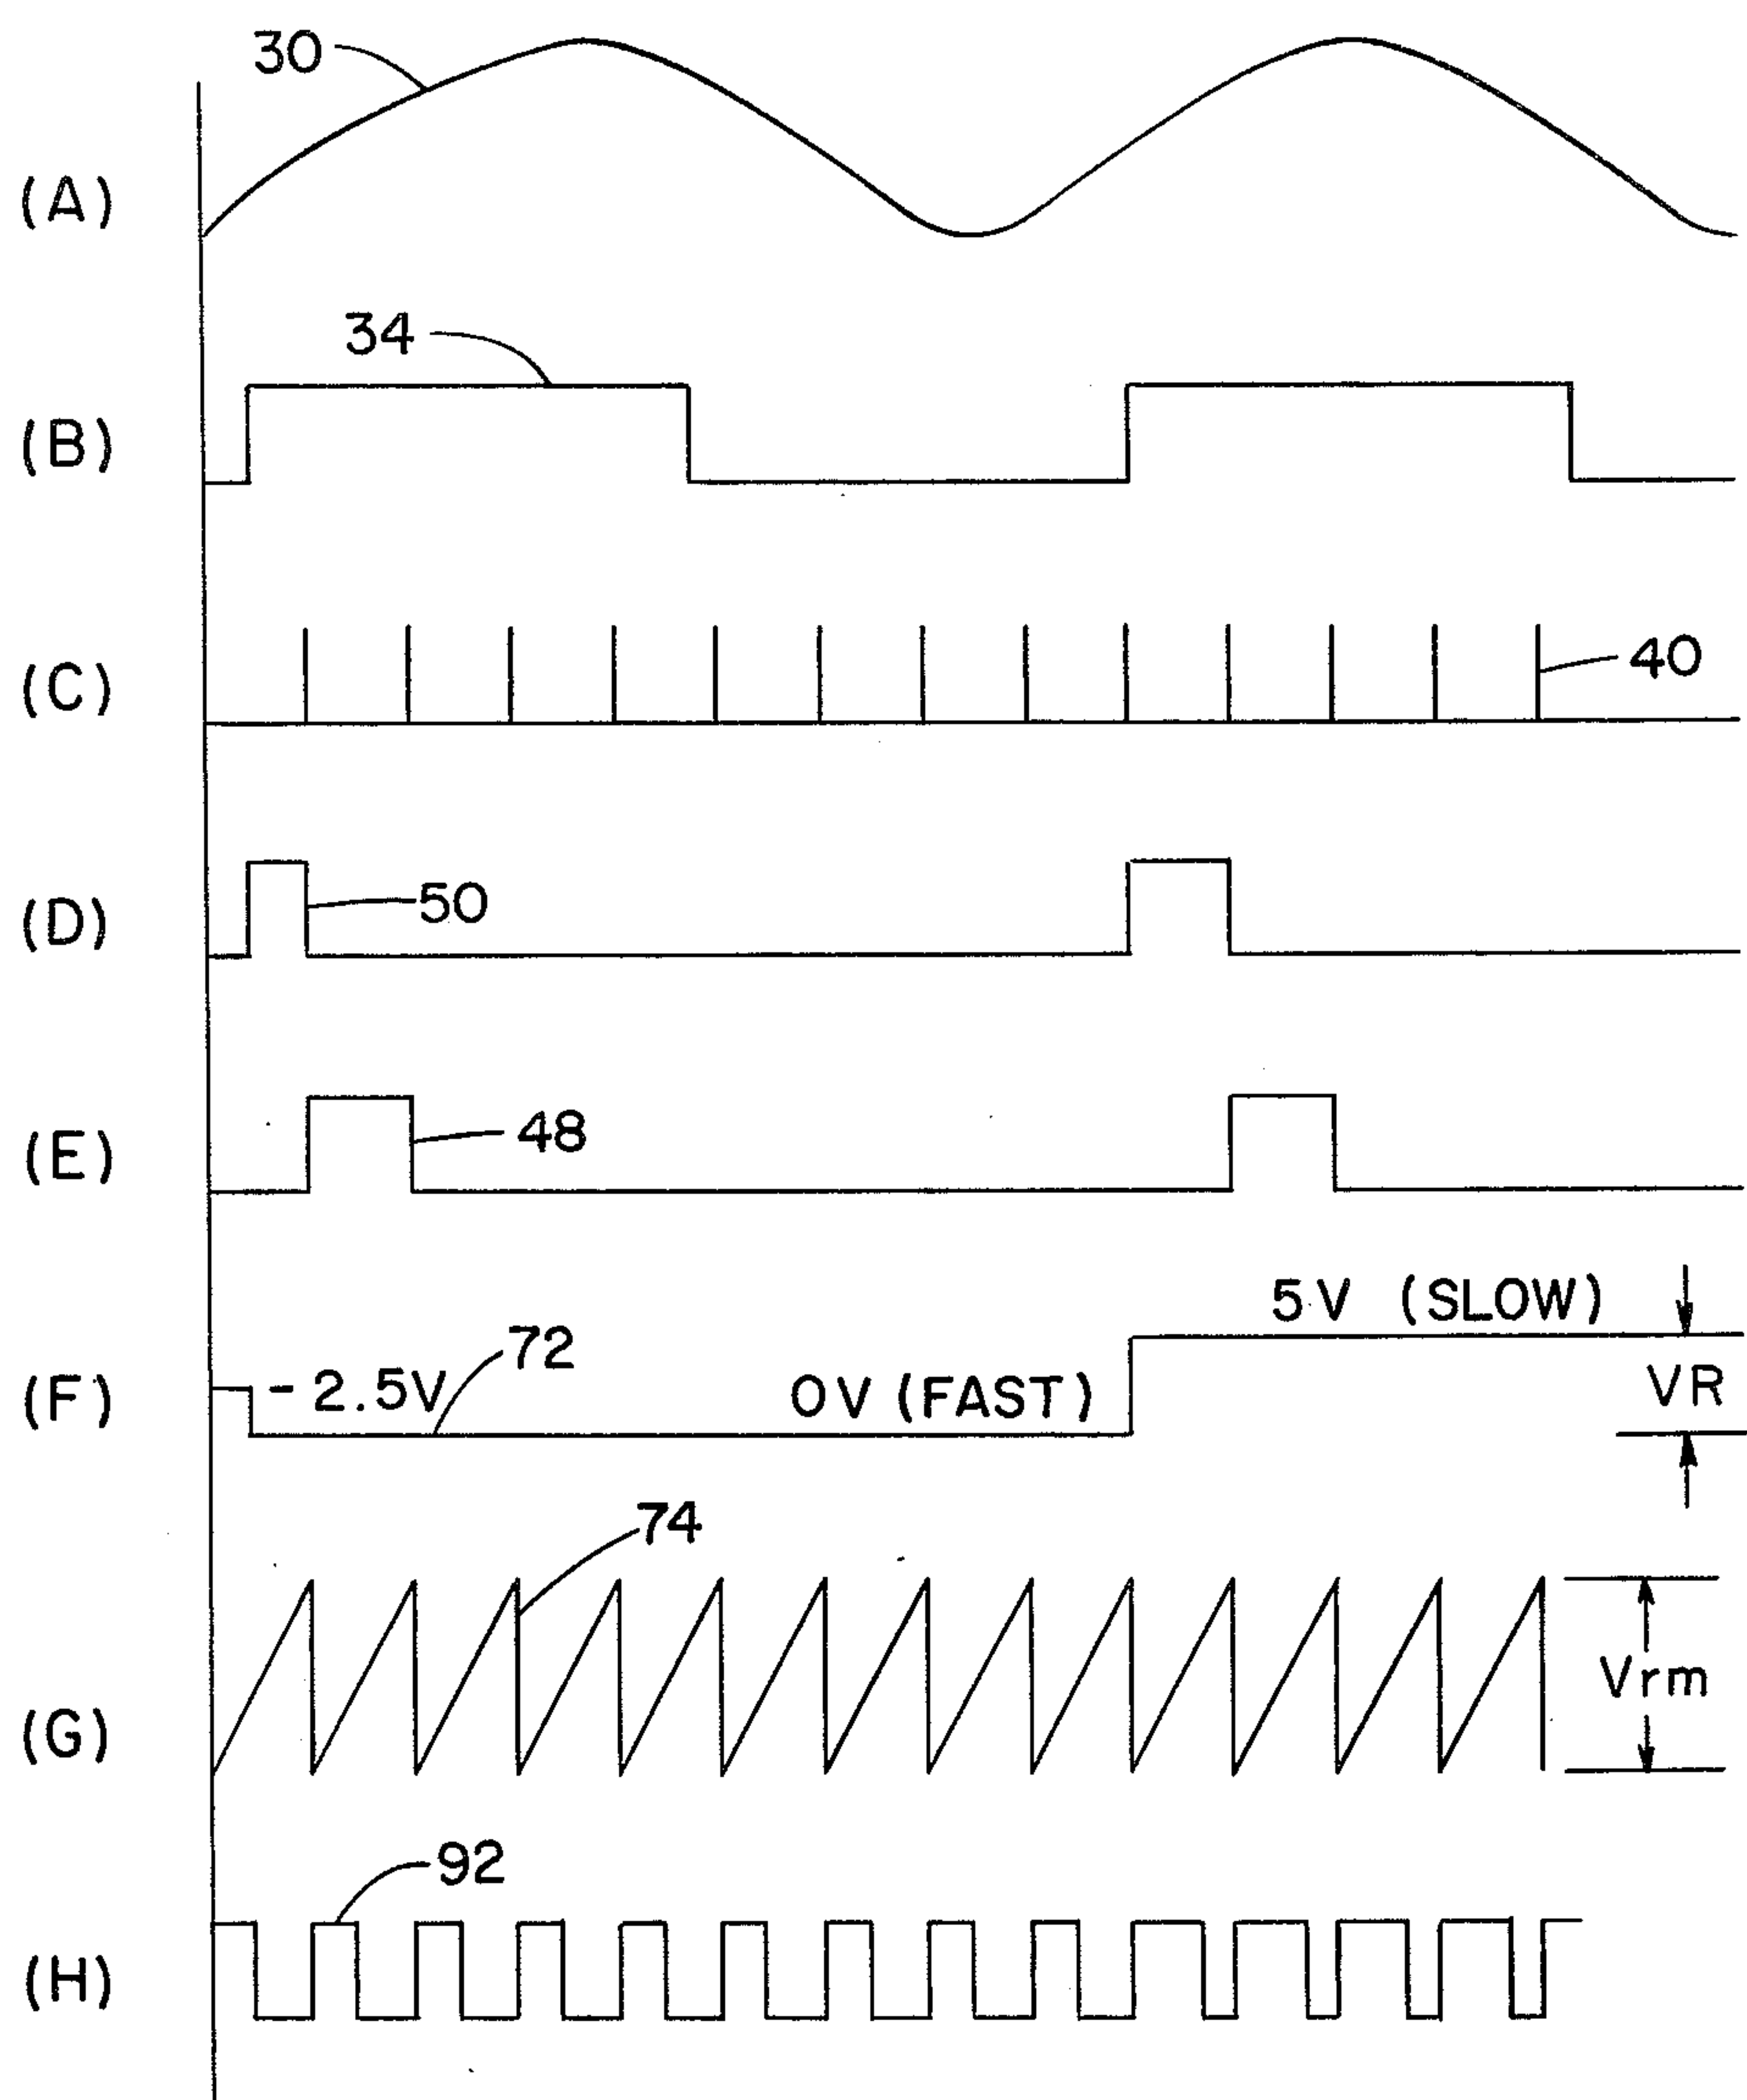 30
(A)
34
(B)
(C)
40
(D)
50
(E)
48
5V (SLOW)
72
(F)
-2.5V
0V (FAST)
VR
74
(G)
Vrm
92
(H)